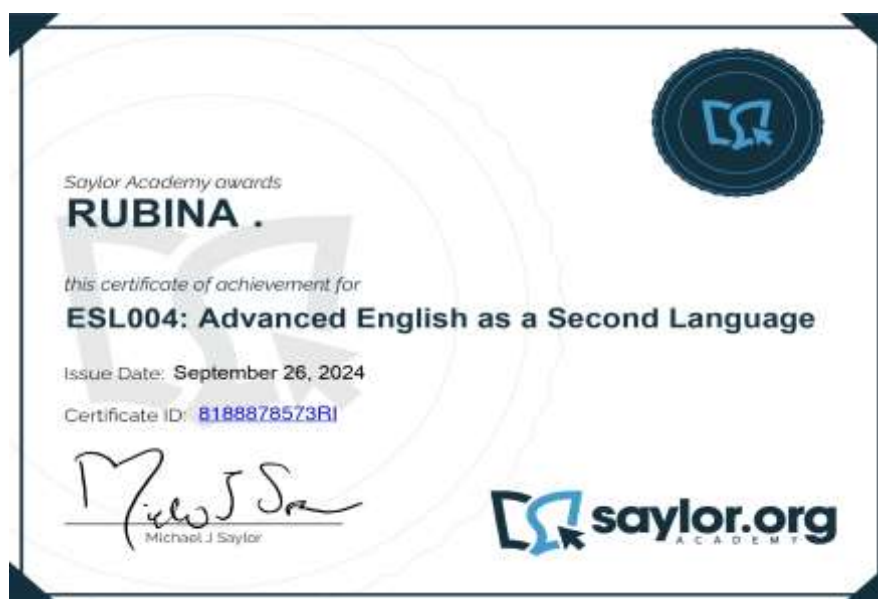 Saylor Academy awards
RUBINA .
this certificate of achievement for
ESL004: Advanced English as a Second Language
Issue Date: September 26, 2024
Certificate ID: 8188878573RI
Michael J Saylor
saylor.org
ACADEMY